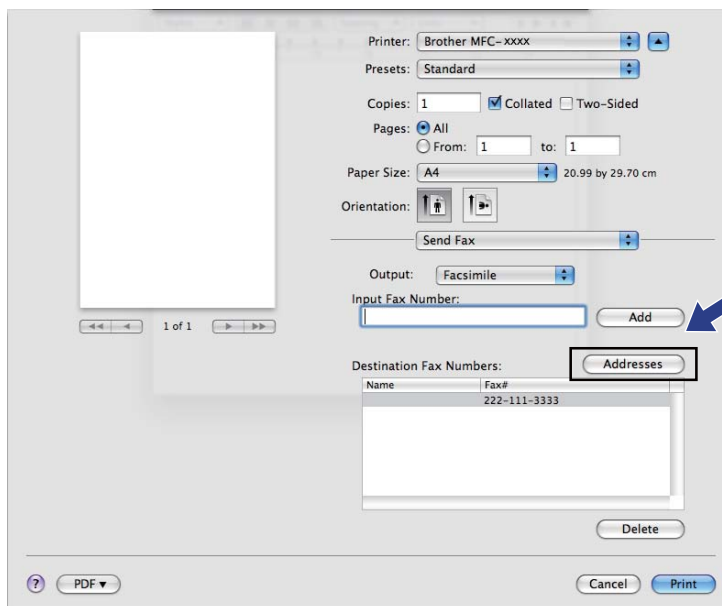 Printer: Brother MFC-xxxx
Presets: Standard
Copies: 1 Collated Two-Sided
Pages: All
From: 1 to: 1
Paper Size: A4 20.99 by 29.70 cm
Orientation:
Send Fax
Output: Facsimile
Input Fax Number:
Add
1 of 1
Destination Fax Numbers: Addresses
Name Fax#
222-111-3333
Delete
? PDF▼ Cancel Print